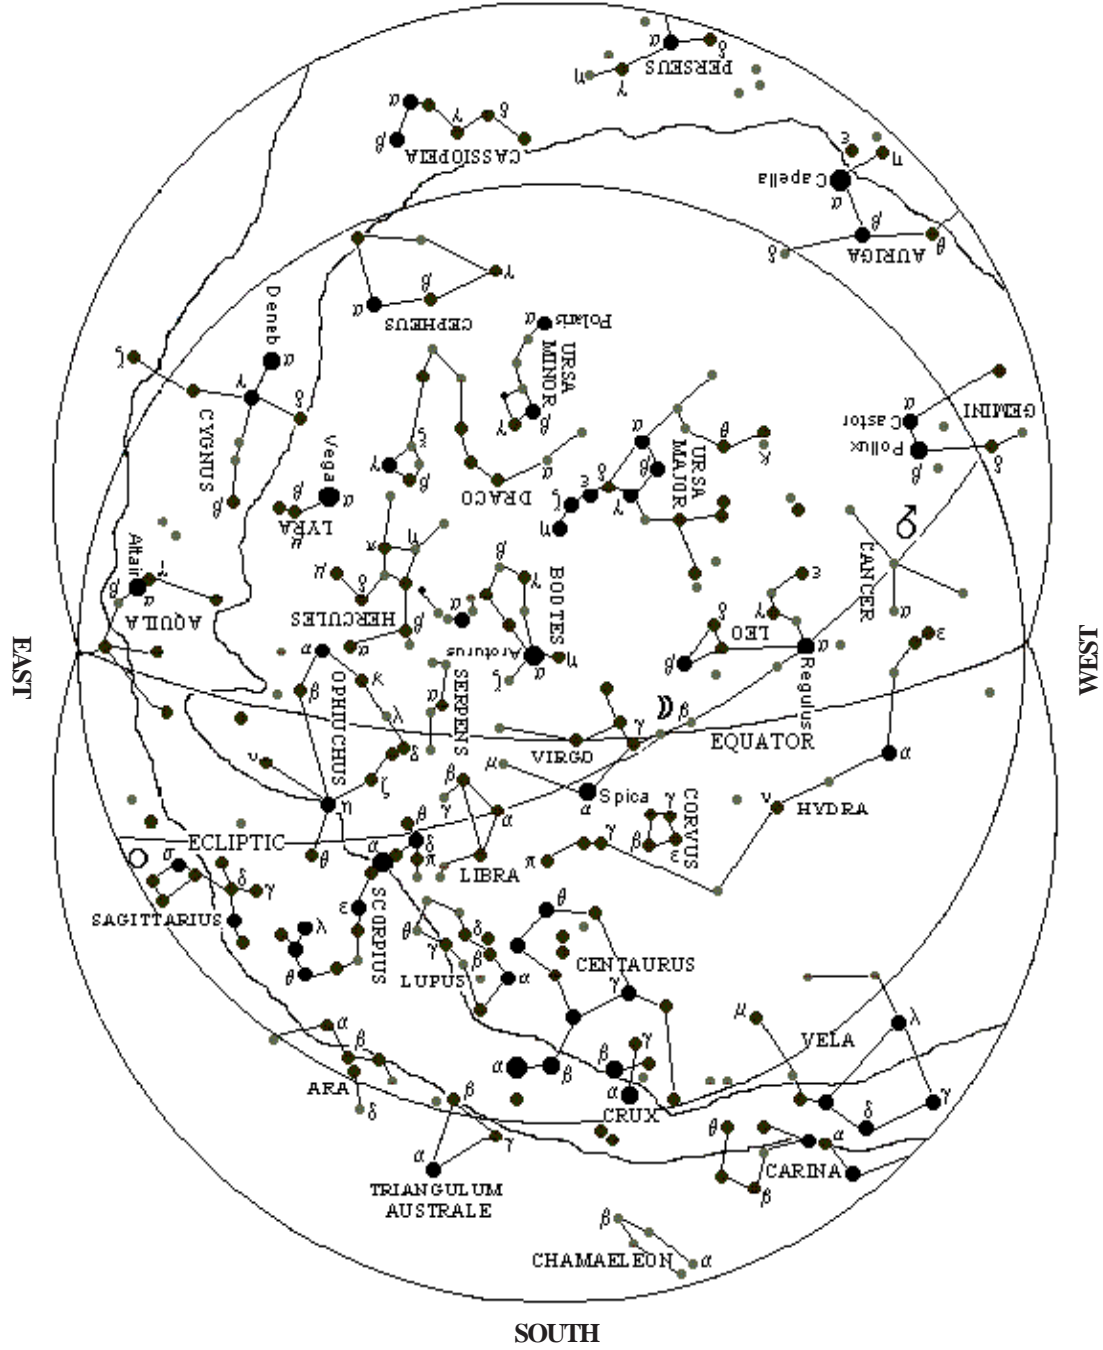 α
δ
PERSEUS
η
γ
α
γ
δ
β
CASSIOPEIA
ε
η
Capella
α
β
θ
δ
AURIGA
γ
β
α
CEPHEUS
Deneb
α
Polaris
α
URSA
MINOR
β
γ
ζ
γ
δ
CYGNUS
β
GEMINI
α
Castor
Pollux
β
δ
α
θ
κ
URSA
MAJOR
β
γ
δ
ε
ζ
η
ξ
γ
β
α
DRACO
Vega
α
β
LYRA
μ
♂
CANCER
α
Altair
γ
β
α
AQUILA
π
η
μ
δ
HERCULES
β
α
β
γ
BOOTES
α
Arcturus
α
η
ζ
ε
γ
δ
LEO
β
α
Regulus
ε
EAST
WEST
α
β
κ
λ
OPHIUCHUS
δ
ζ
ν
η
θ
α
SERPENS
β
γ
VIRGO
EQUATOR
α
μ
α
Spica
β
γ
α
LIBRA
γ
β
ε
CORVUS
γ
π
ν
HYDRA
ECLIPTIC
θ
δ
π
α
σ
δ
γ
SAGITTARIUS
ε
SCORPIUS
λ
θ
θ
γ
δ
β
α
LUPUS
θ
CENTAURUS
γ
α
β
μ
VELA
λ
γ
δ
α
β
ARA
δ
γ
β
α
CRUX
β
γ
α
TRIANGULUM
AUSTRALE
θ
α
CARINA
β
β
CHAMAELEON
α
SOUTH